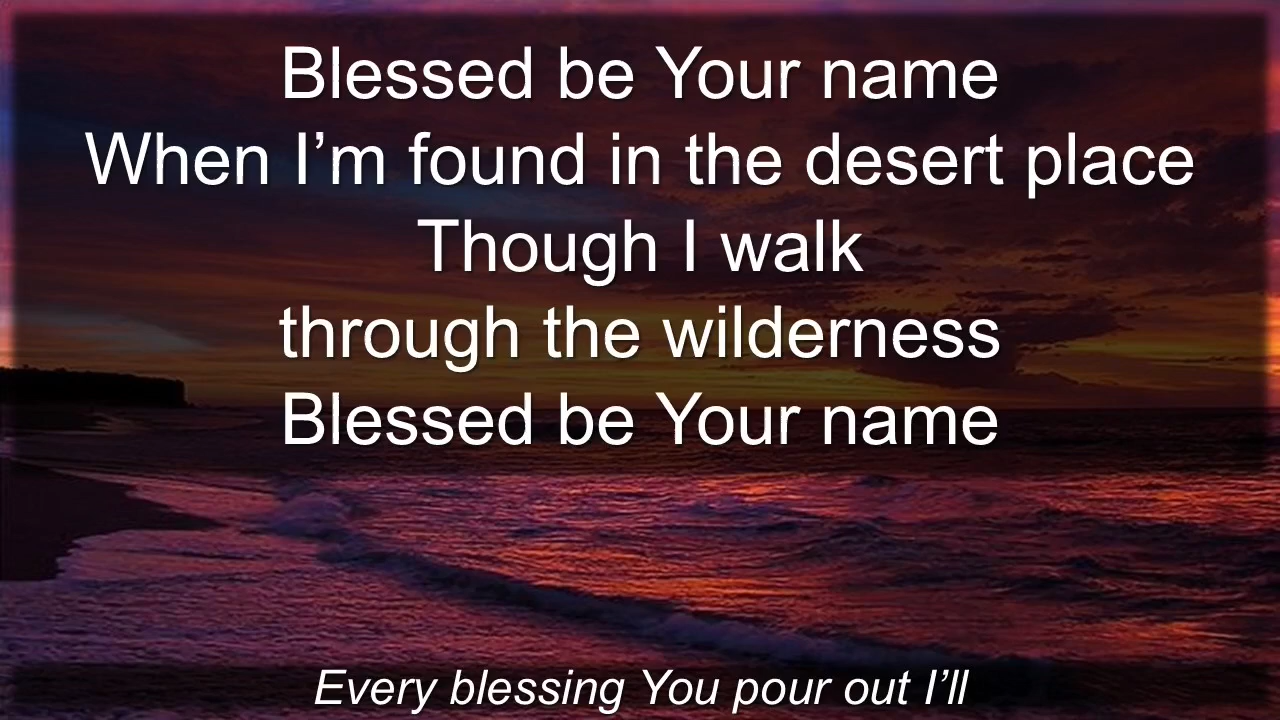 Blessed be Your name
When I’m found in the desert place
Though I walk
through the wilderness
Blessed be Your name
Every blessing You pour out I’ll